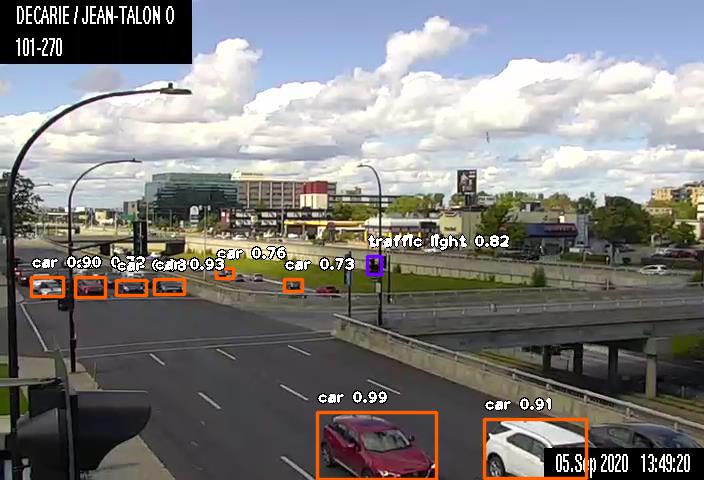 DECARIE / JEAN-TALON O
101-270
car 0.76
traffic light 0.82
car 0.90
car 0.93
car 0.73
car 0.99
car 0.91
05.Sep 2020 13:49:20